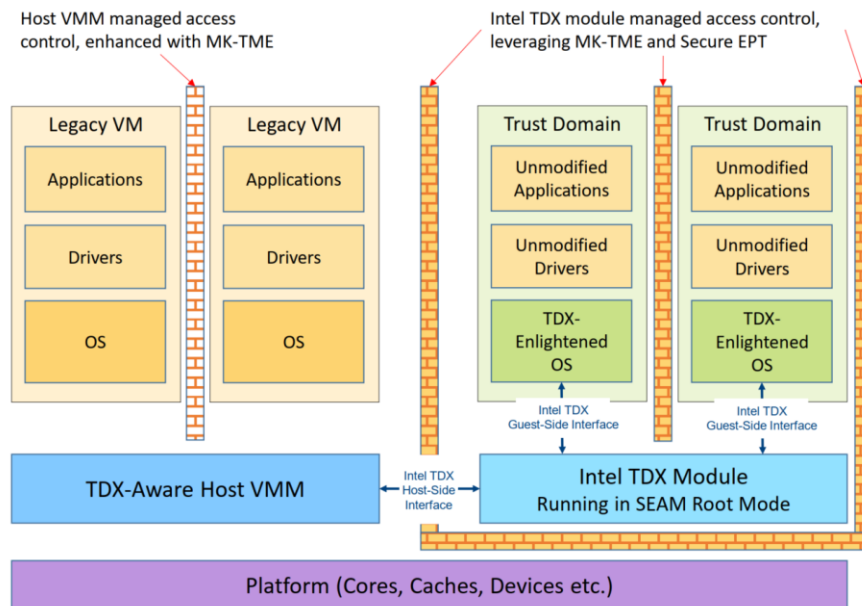 Host VMM managed access
control, enhanced with MK-TME
Intel TDX module managed access control,
leveraging MK-TME and Secure EPT
Legacy VM
Applications
Drivers
OS
Legacy VM
Applications
Drivers
OS
Trust Domain
Unmodified
Applications
Unmodified
Drivers
TDX-
Enlightened
OS
Trust Domain
Unmodified
Applications
Unmodified
Drivers
TDX-
Enlightened
OS
Intel TDX
Guest-Side Interface
Intel TDX
Guest-Side Interface
TDX-Aware Host VMM
Intel TDX
Host-Side
Interface
Intel TDX Module
Running in SEAM Root Mode
Platform (Cores, Caches, Devices etc.)